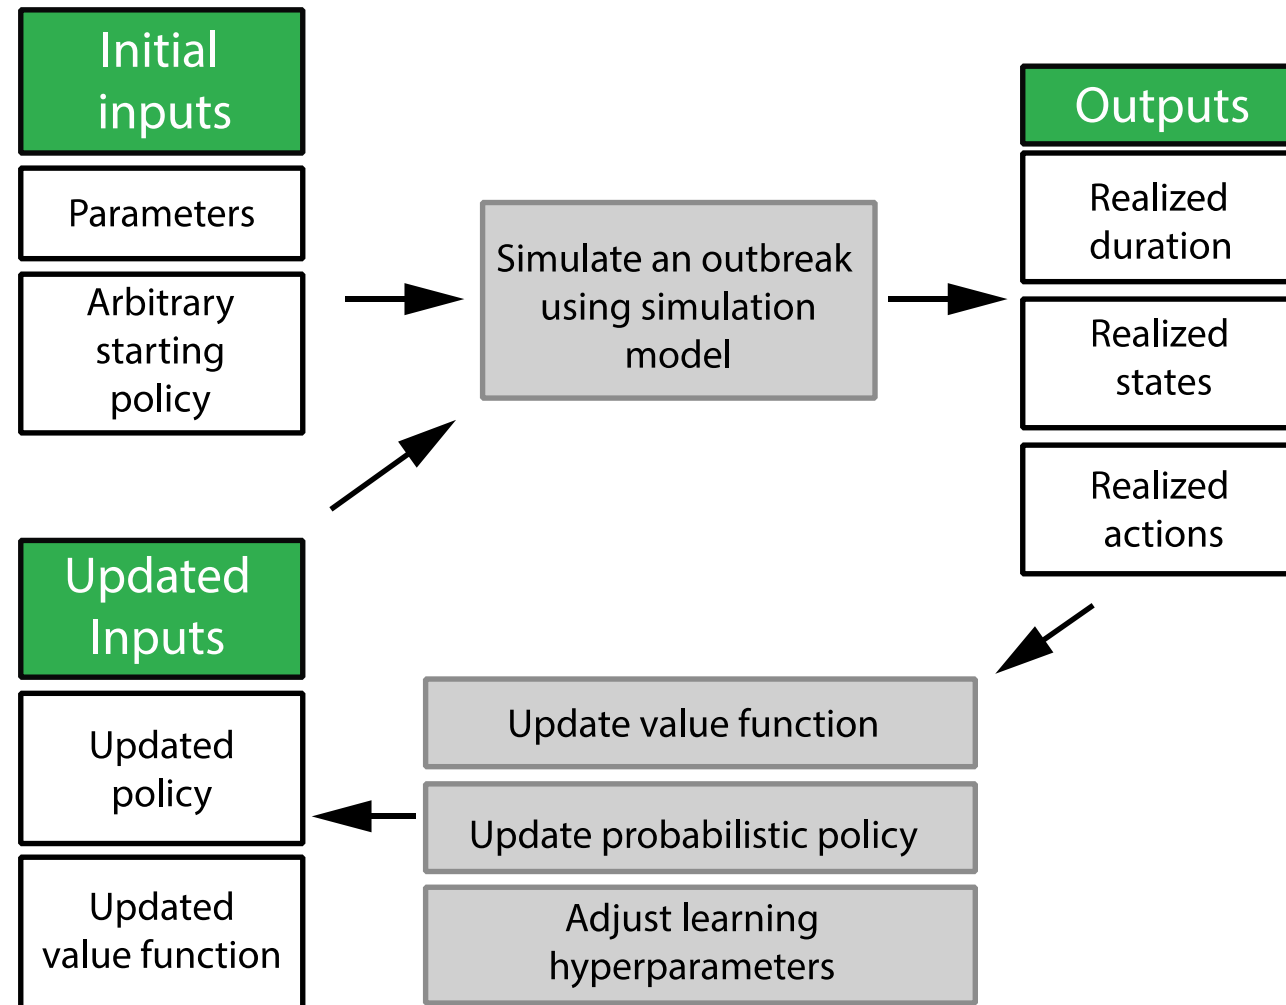 Initial
inputs
Parameters
Arbitrary
starting
policy
Simulate an outbreak
using simulation
model
Outputs
Realized
duration
Realized
states
Realized
actions
Update value function
Update probabilistic policy
Adjust learning
hyperparameters
Updated
Inputs
Updated
policy
Updated
value function